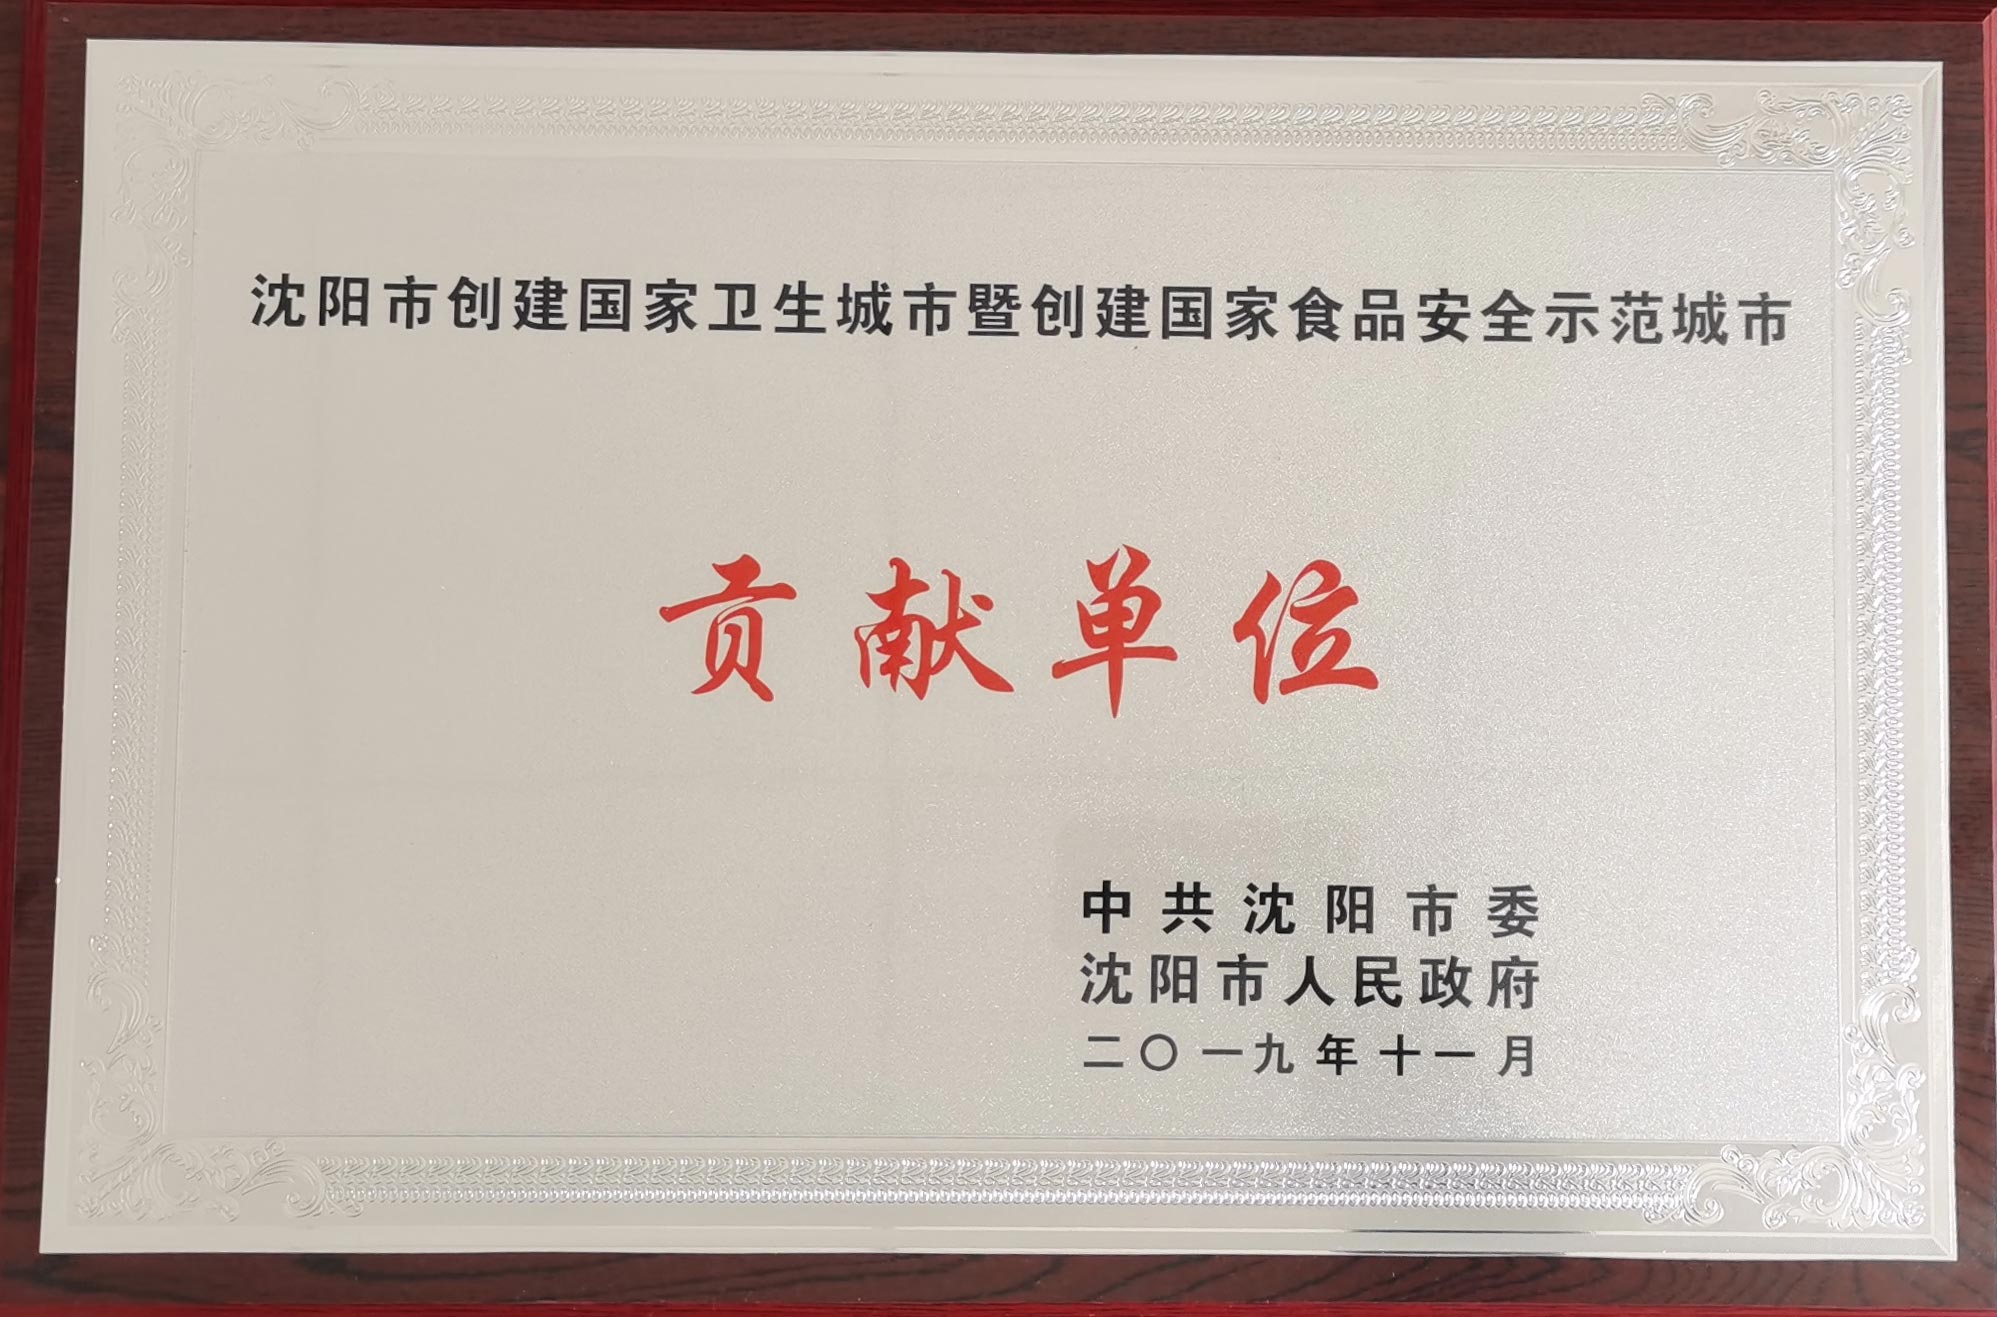 沈阳市创建国家卫生城市暨创建国家食品安全示范城市
贡献单位
中共沈阳市委
沈阳市人民政府
二〇一九年十一月